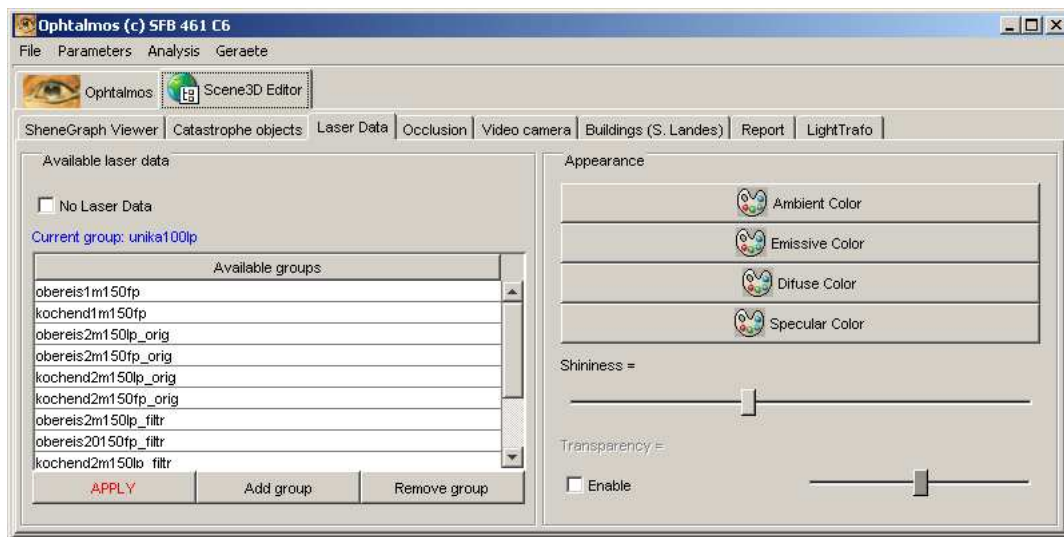 Ophtalmos (c) SFB 461 C6
File Parameters Analysis Geraete
Ophtalmos Scene3D Editor
SheneGraph Viewer Catastrophe objects Laser Data Occlusion Video camera Buildings (S. Landes) Report LightTrafo
Available laser data
No Laser Data
Current group: unika100lp
Available groups
obereis1m150fp
kochend1m150fp
obereis2m150lp_orig
obereis2m150fp_orig
kochend2m150lp_orig
kochend2m150fp_orig
obereis2m150lp_filtr
obereis20150fp_filtr
kochend2m150lp_filtr
APPLY Add group Remove group
Appearance
Ambient Color
Emissive Color
Difuse Color
Specular Color
Shininess =
Transparency =
Enable